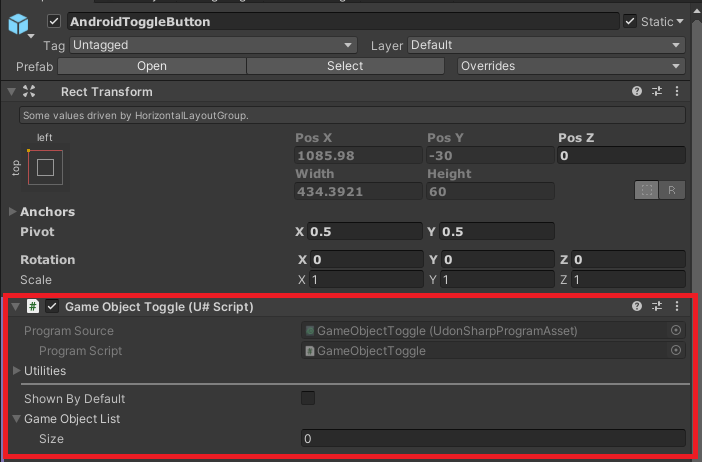 AndroidToggleButton Static
Tag Untagged Layer Default
Prefab Open Select Overrides
Rect Transform
Some values driven by HorizontalLayoutGroup.
left
top
Pos X Pos Y Pos Z
1085.98 -30 0
Width Height
434.3921 60
R
Anchors
Pivot X 0.5 Y 0.5
Rotation X 0 Y 0 Z 0
Scale X 1 Y 1 Z 1
# Game Object Toggle (U# Script)
Program Source GameObjectToggle (UdonSharpProgramAsset)
Program Script # GameObjectToggle
Utilities
Shown By Default
Game Object List
Size 0